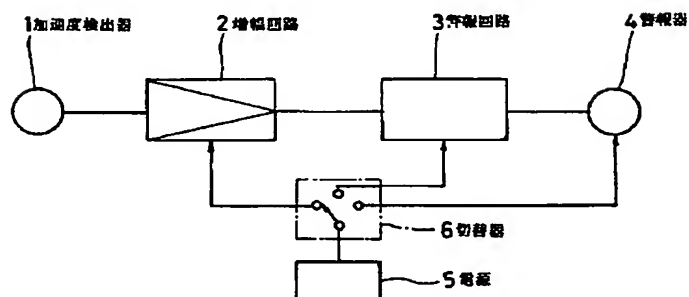 1 加速度検出器
2 増幅回路
3 警報回路
4 警報器
6 切替器
5 電源